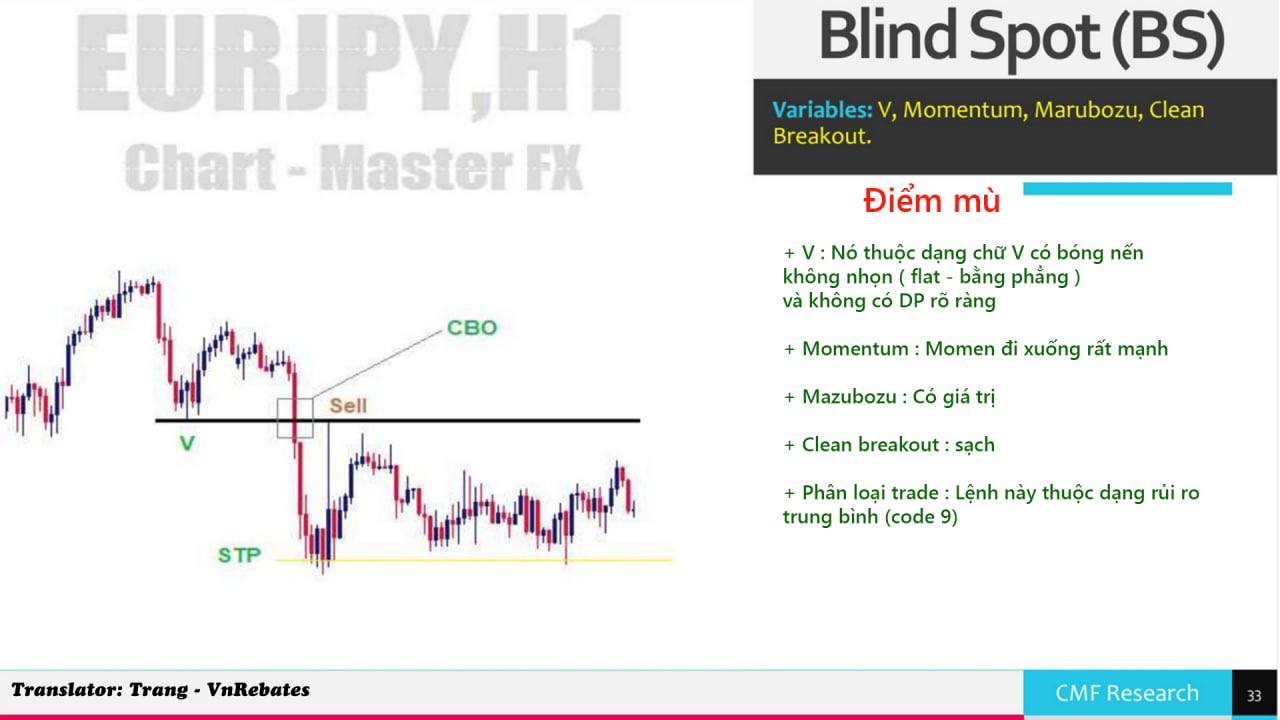 EURJPY,H1
Chart - Master FX
CBO
Sell
V
STP
Blind Spot (BS)
Variables: V, Momentum, Marubozu, Clean
Breakout.
Điểm mù
+ V : Nó thuộc dạng chữ V có bóng nến
không nhọn ( flat - bằng phẳng )
và không có DP rõ ràng
+ Momentum : Momen đi xuống rất mạnh
+ Mazubozu : Có giá trị
+ Clean breakout : sạch
+ Phân loại trade : Lệnh này thuộc dạng rủi ro
trung bình (code 9)
Translator: Trang - VnRebates
CMF Research
33